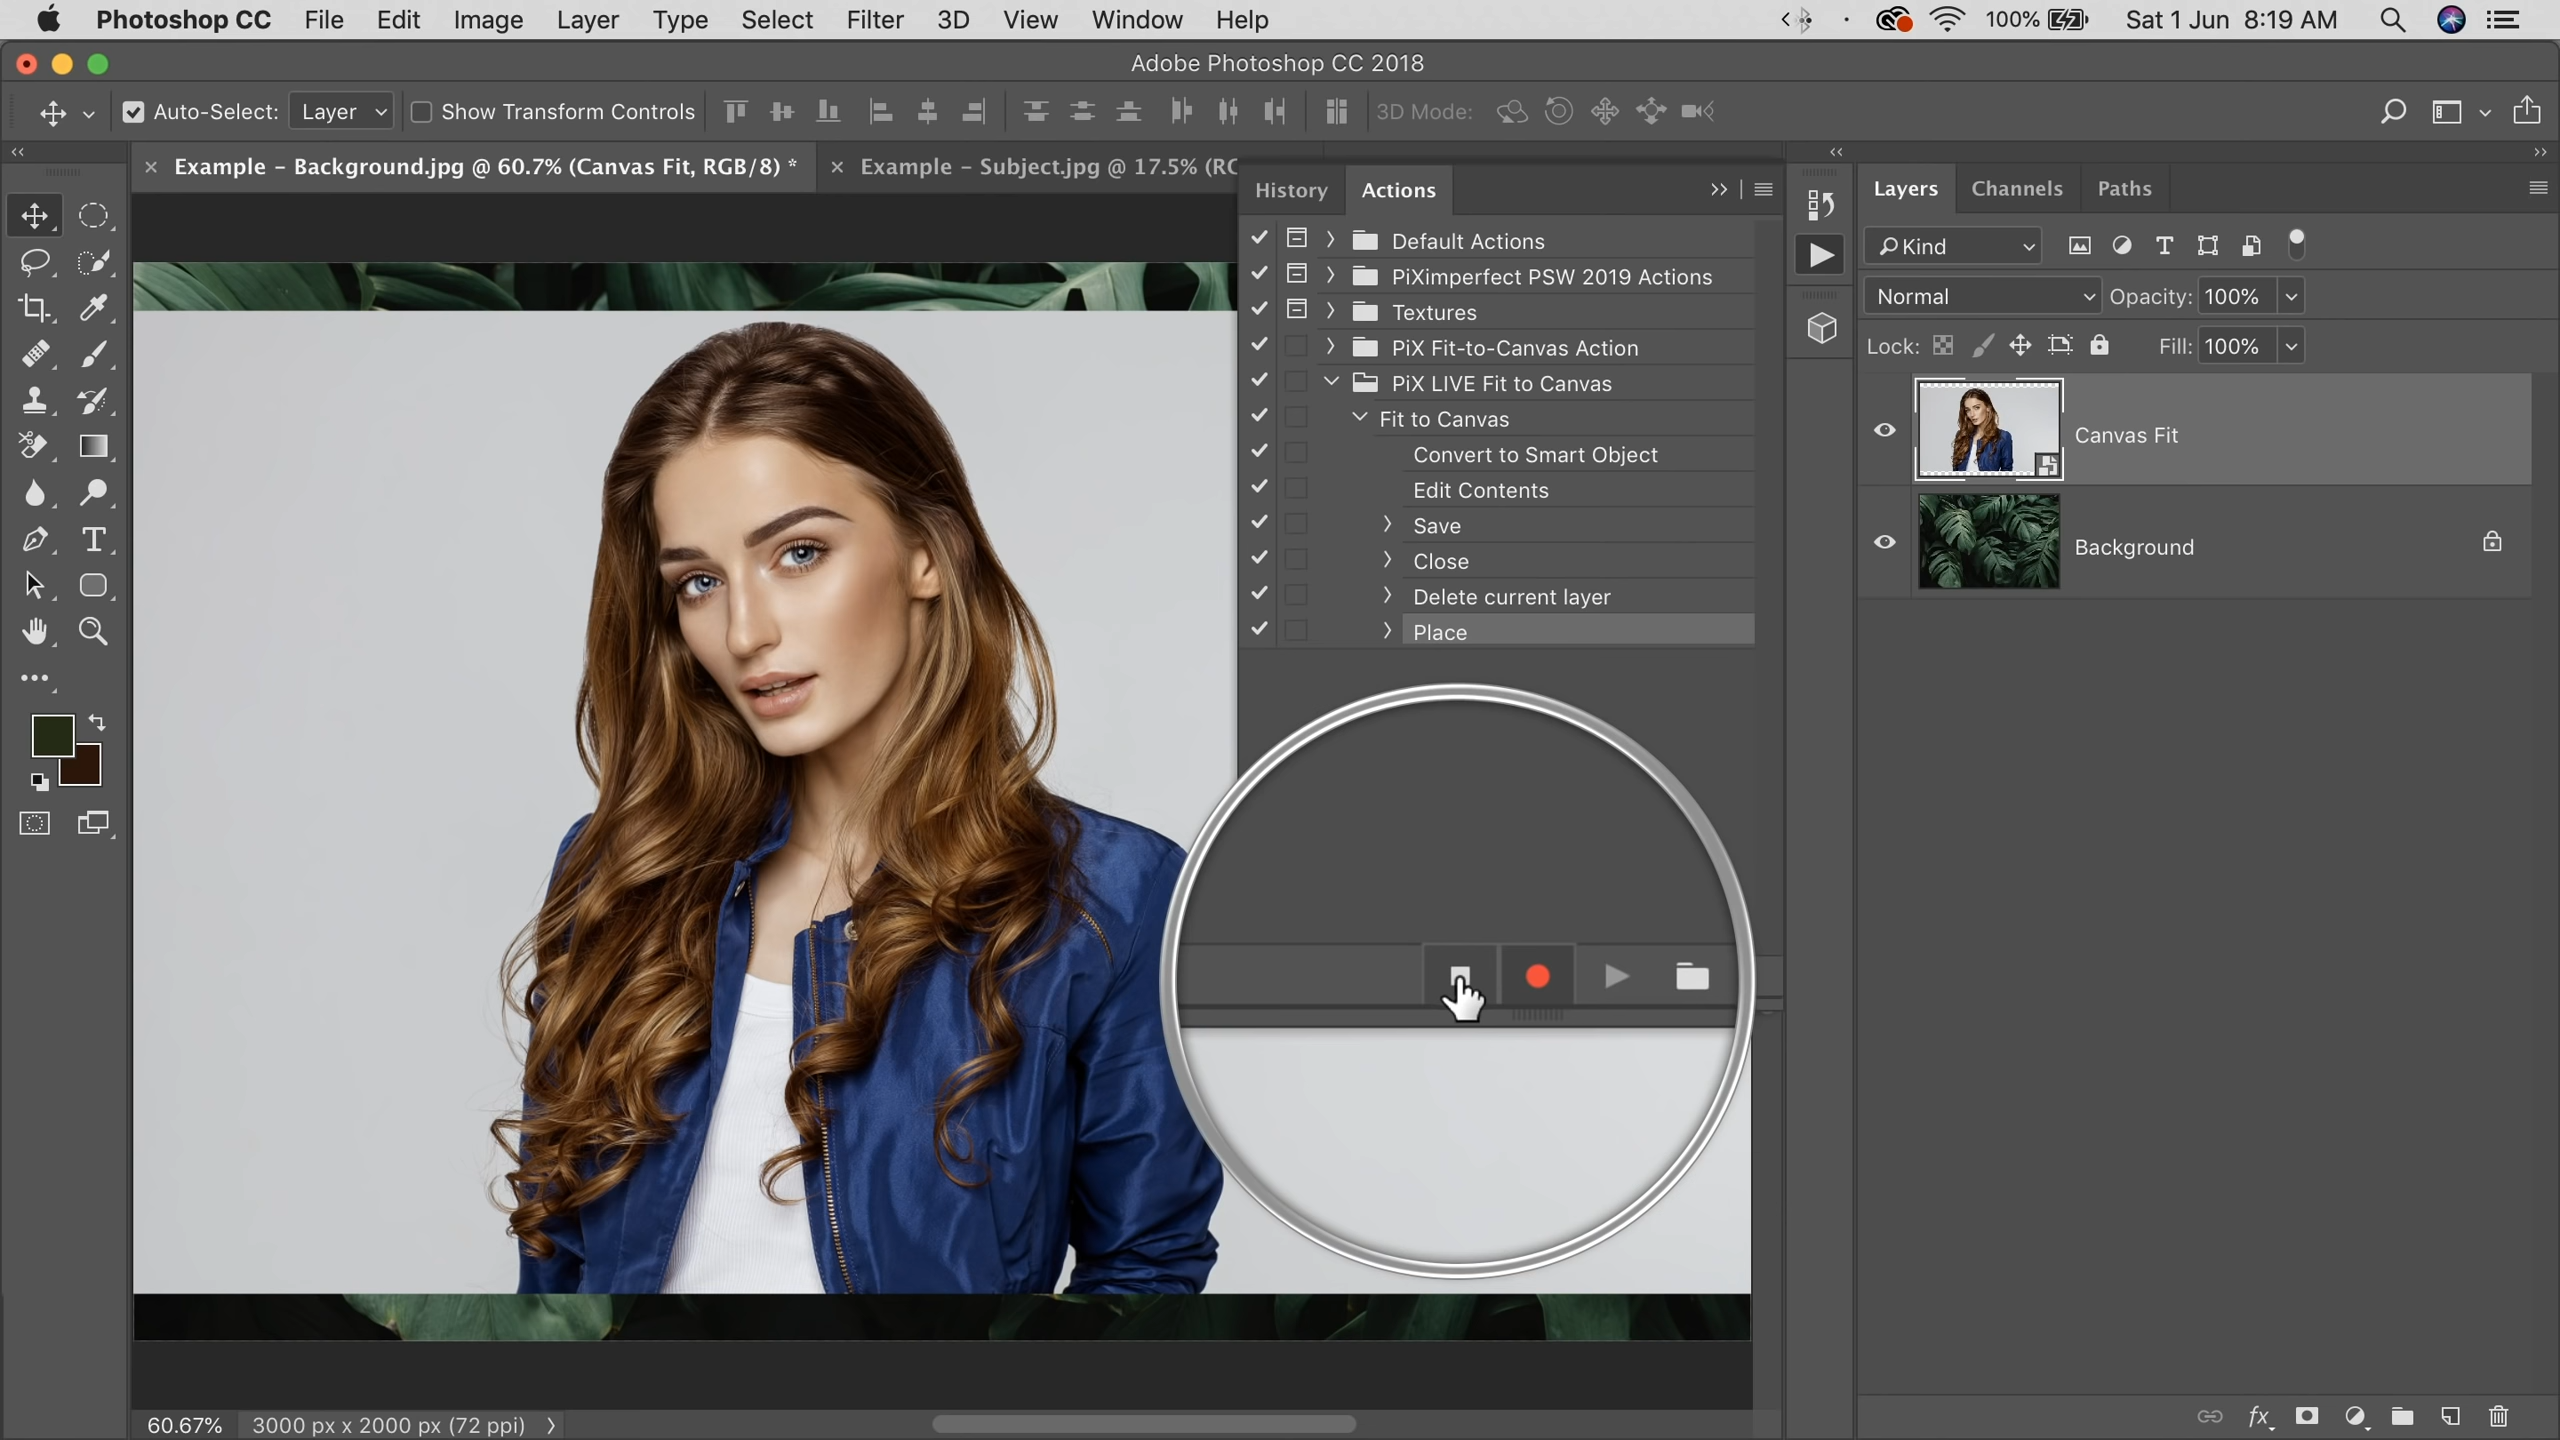 Photoshop CC File Edit Image Layer Type Select Filter 3D View Window Help 100% Sat 1 Jun 8:19 AM
Adobe Photoshop CC 2018
Auto-Select: Layer Show Transform Controls 3D Mode:
Example – Background.jpg @ 60.7% (Canvas Fit, RGB/8) * Example – Subject.jpg @ 17.5% (RG
History Actions
Default Actions
PiXimperfect PSW 2019 Actions
Textures
PiX Fit-to-Canvas Action
PiX LIVE Fit to Canvas
Fit to Canvas
Convert to Smart Object
Edit Contents
Save
Close
Delete current layer
Place
Layers Channels Paths
Kind
Normal Opacity: 100%
Lock: Fill: 100%
Canvas Fit
Background
60.67% 3000 px x 2000 px (72 ppi)
fx